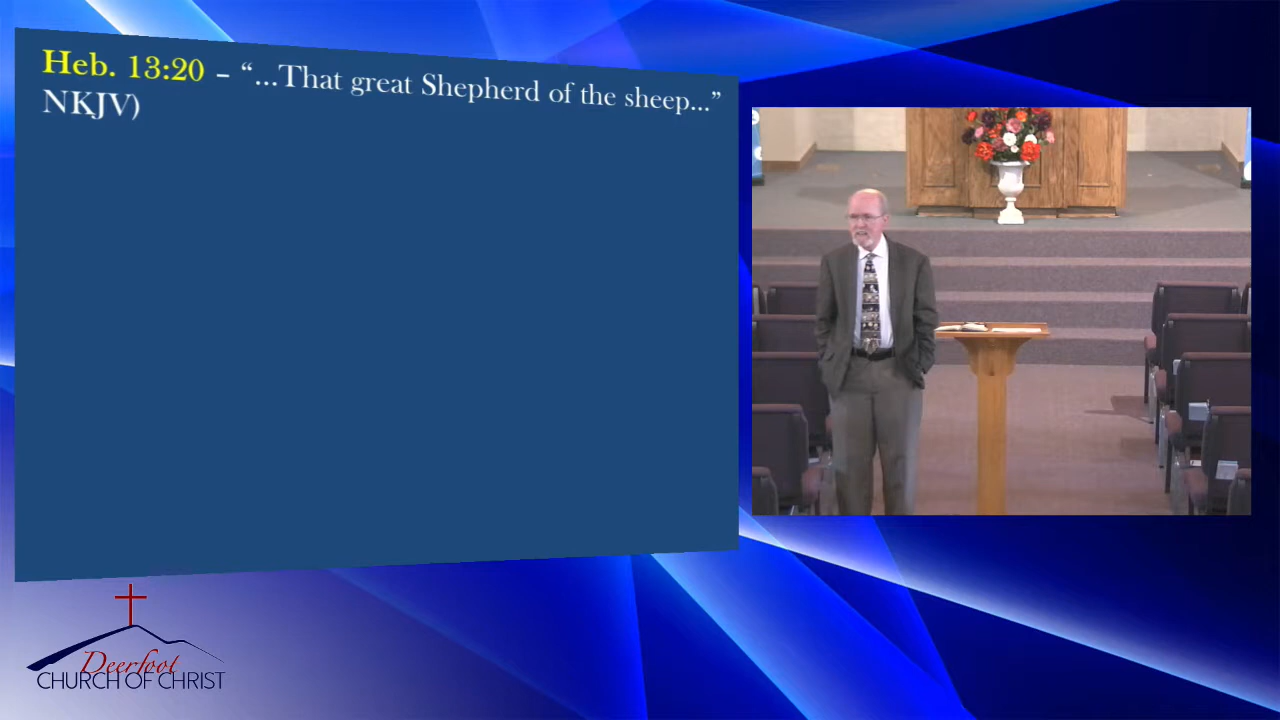 Heb. 13:20 – “...That great Shepherd of the sheep...”
NKJV)
Deerfoot
CHURCH OF CHRIST